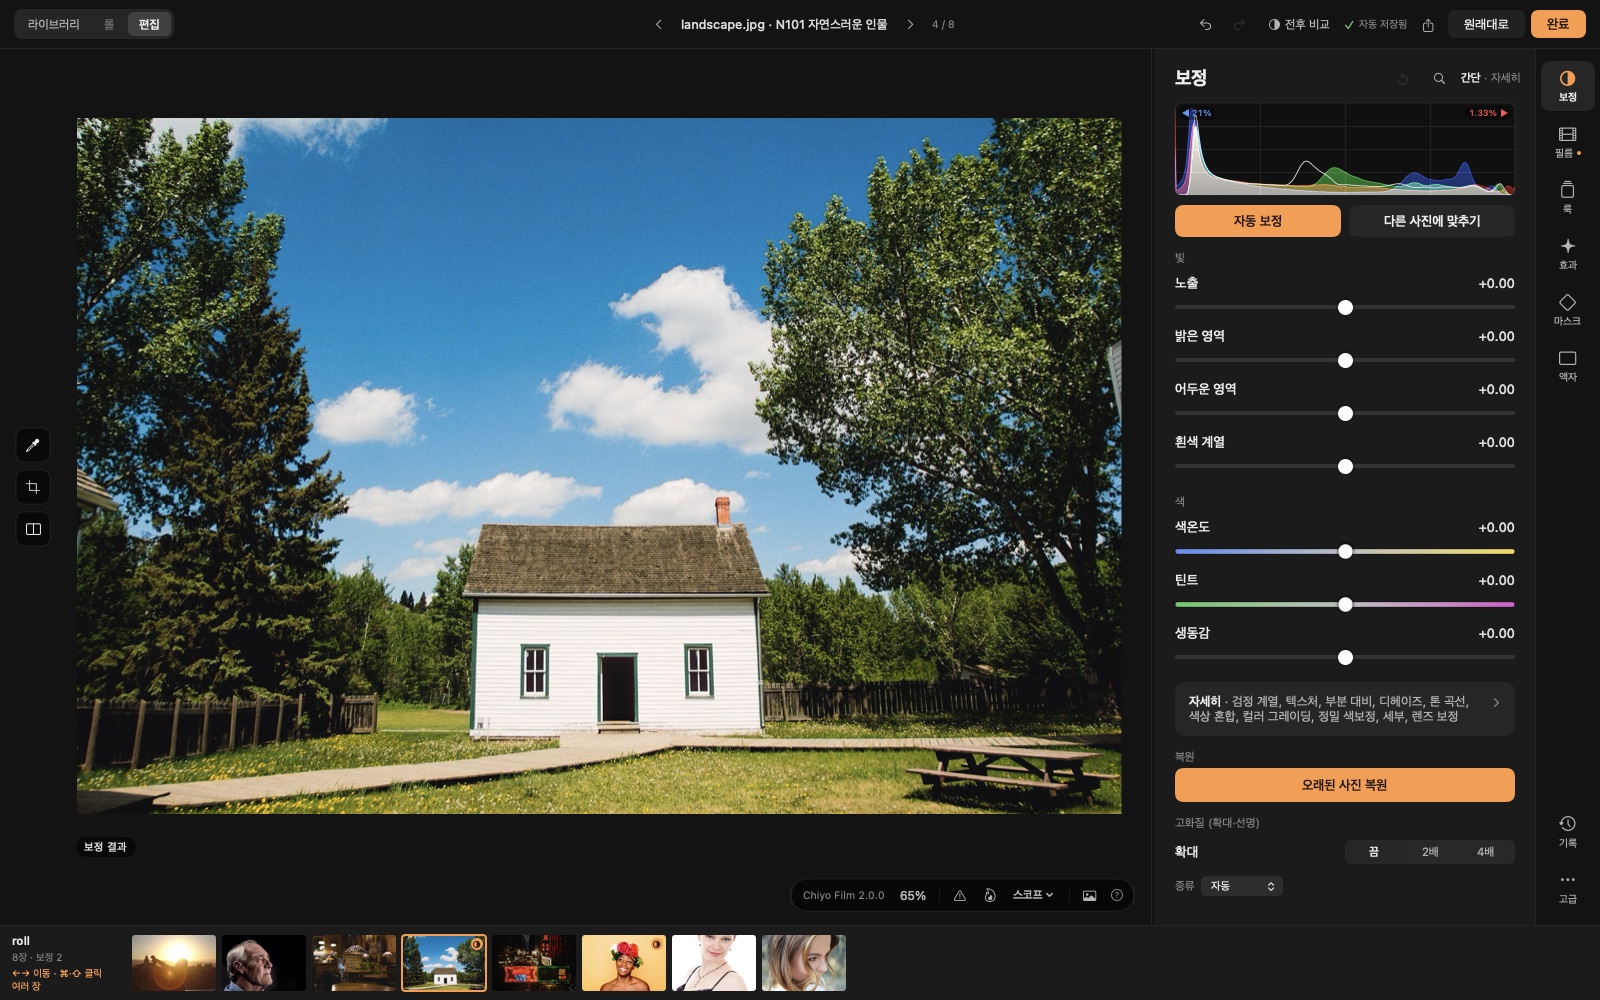 라이브러리 롤 편집
landscape.jpg · N101 자연스러운 인물 4 / 8
전후 비교 자동 저장됨 원래대로 완료
보정 간단 · 자세히
21% 1.33%
자동 보정 다른 사진에 맞추기
빛
노출 +0.00
밝은 영역 +0.00
어두운 영역 +0.00
흰색 계열 +0.00
색
색온도 +0.00
틴트 +0.00
생동감 +0.00
자세히 · 검정 계열, 텍스처, 부분 대비, 디헤이즈, 톤 곡선,
색상 혼합, 컬러 그레이딩, 정밀 색보정, 세부, 렌즈 보정
복원
오래된 사진 복원
고화질 (확대·선명)
확대 끔 2배 4배
종류 자동
보정
필름
룩
효과
마스크
액자
기록
고급
보정 결과
Chiyo Film 2.0.0 65% 스코프
roll
8장 · 보정 2
←→ 이동 · ⌘·⇧ 클릭
여러 장